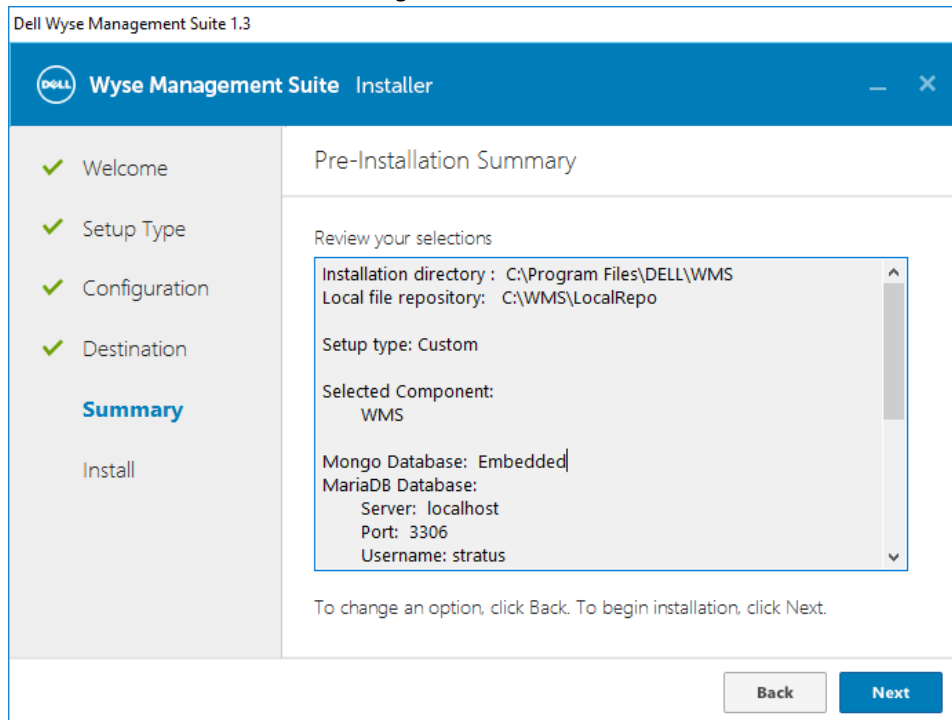 Dell Wyse Management Suite 1.3
DELL Wyse Management Suite Installer
Welcome
Setup Type
Configuration
Destination
Summary
Install
Pre-Installation Summary
Review your selections
Installation directory : C:\Program Files\DELL\WMS
Local file repository: C:\WMS\LocalRepo
Setup type: Custom
Selected Component:
WMS
Mongo Database: Embedded
MariaDB Database:
Server: localhost
Port: 3306
Username: stratus
To change an option, click Back. To begin installation, click Next.
Back Next